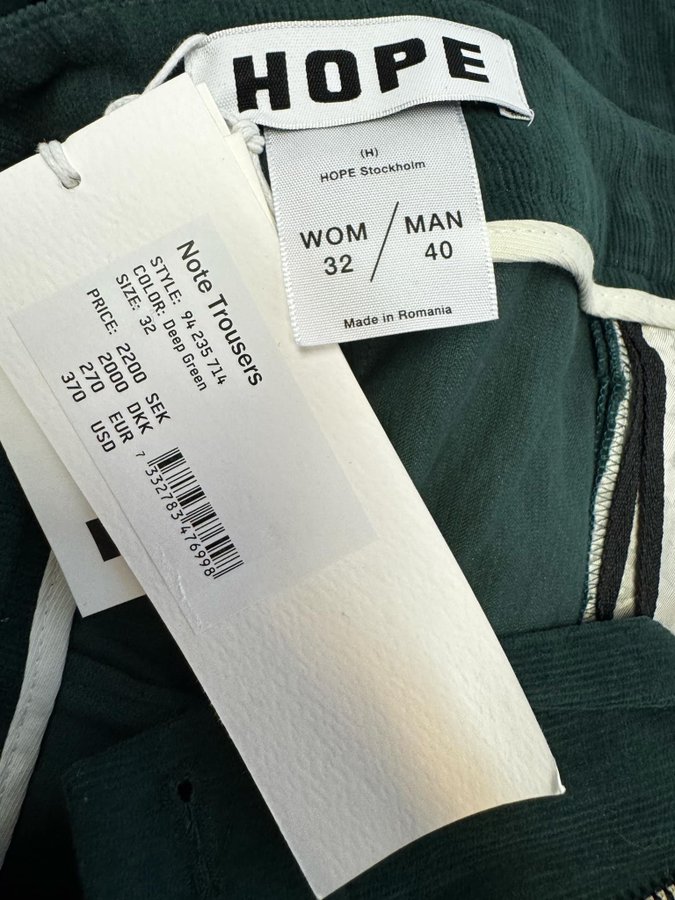 HOPE
(H)
HOPE Stockholm
WOM / MAN
32 40
Made in Romania
Note Trousers
STYLE: 94 235 714
COLOR: Deep Green
SIZE: 32
PRICE: 2200 SEK
2000 DKK
270 EUR
370 USD
7 332783 476998